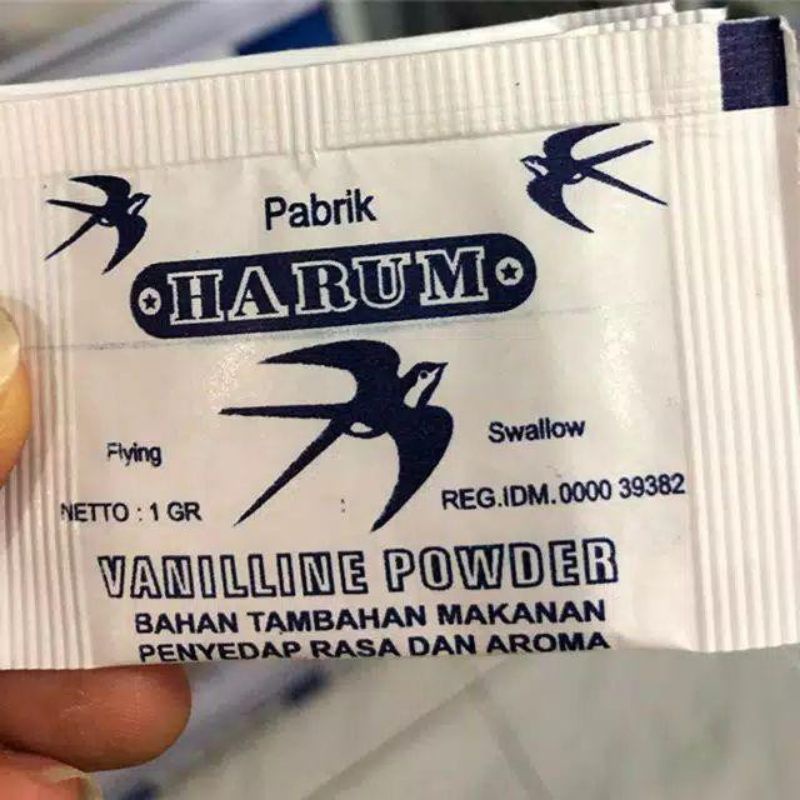 Pabrik
HARUM
Flying
Swallow
NETTO : 1 GR
REG.IDM.0000 39382
VANILLINE POWDER
BAHAN TAMBAHAN MAKANAN
PENYEDAP RASA DAN AROMA